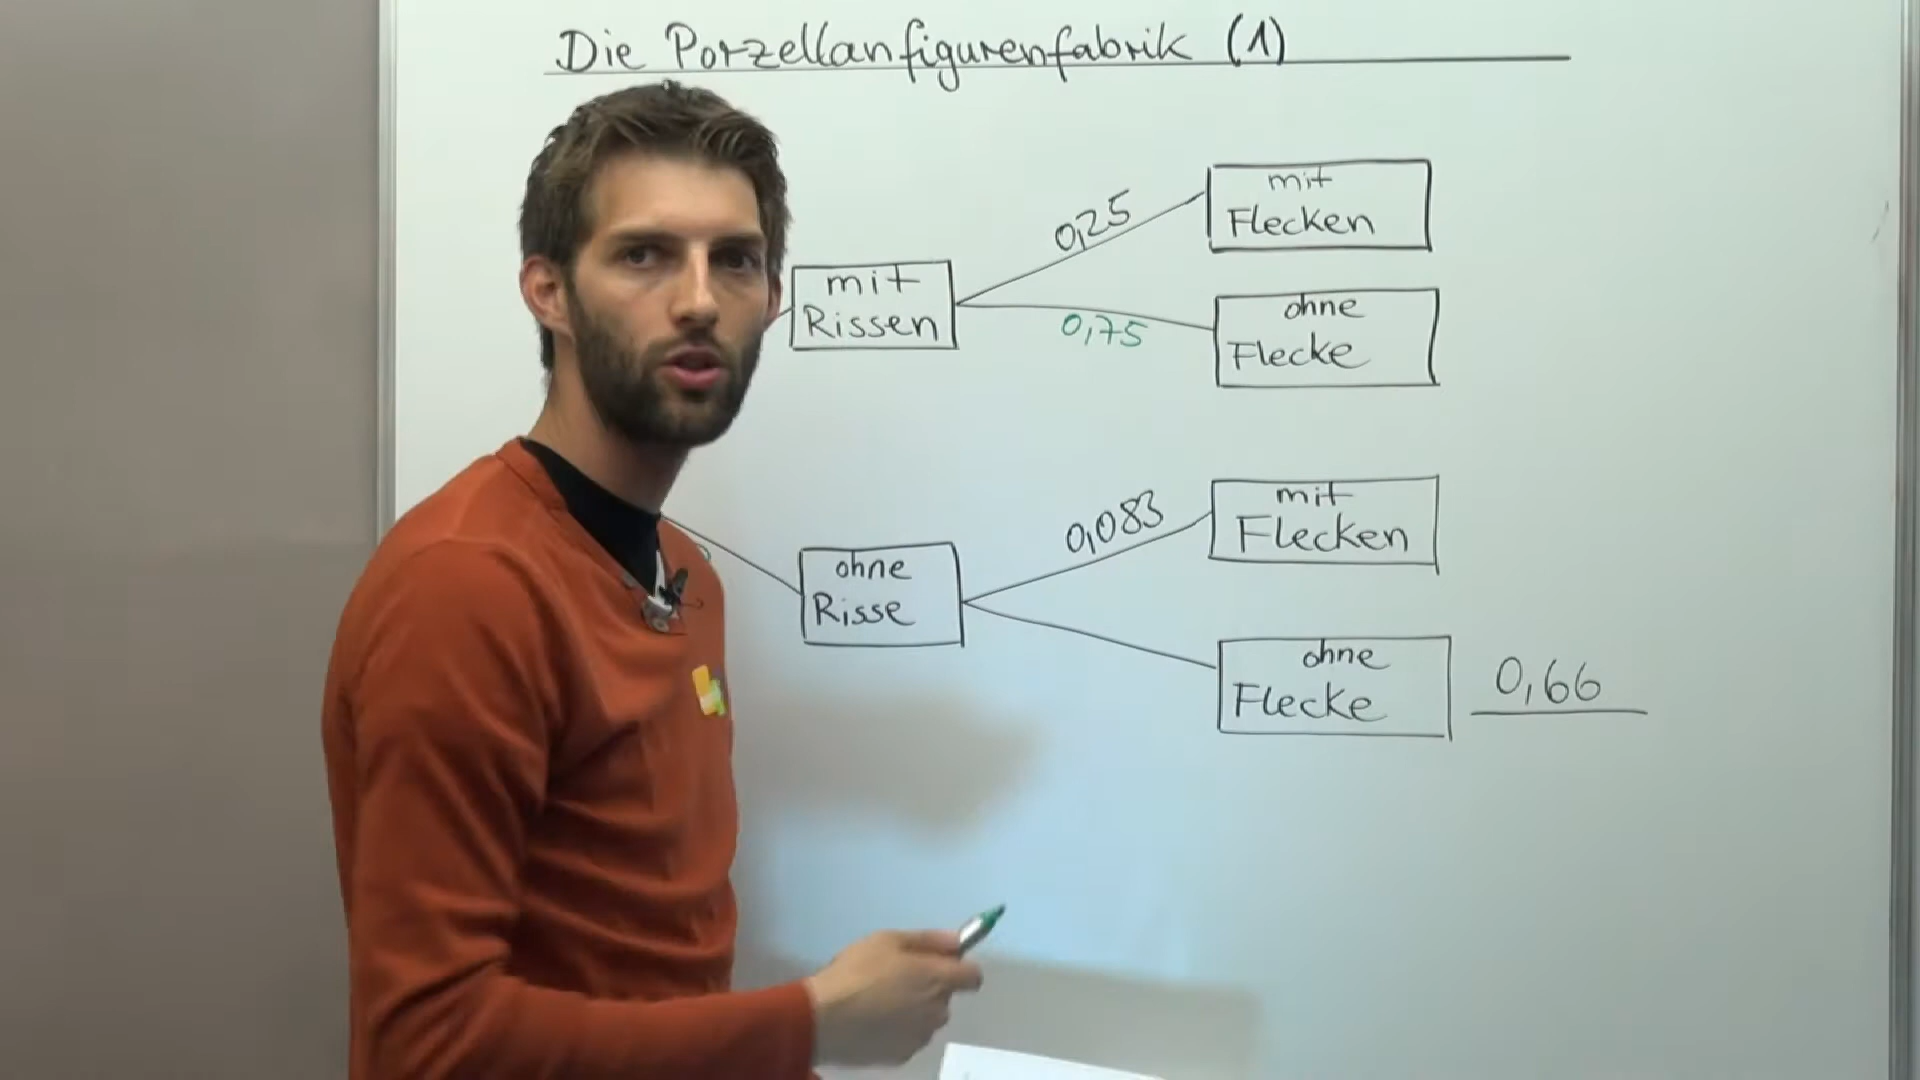 Die Porzellanfigurenfabrik (1)
mit
Flecken
0,25
mit
Rissen
0,75
ohne
Flecke
mit
Flecken
0,083
ohne
Risse
ohne
Flecke
0,66